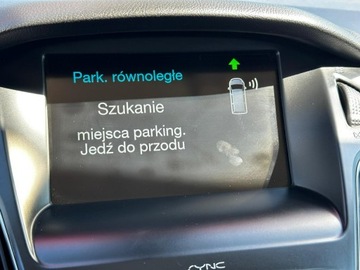 Park. równoległe
Szukanie
miejsca parking.
Jedź do przodu
SYNC